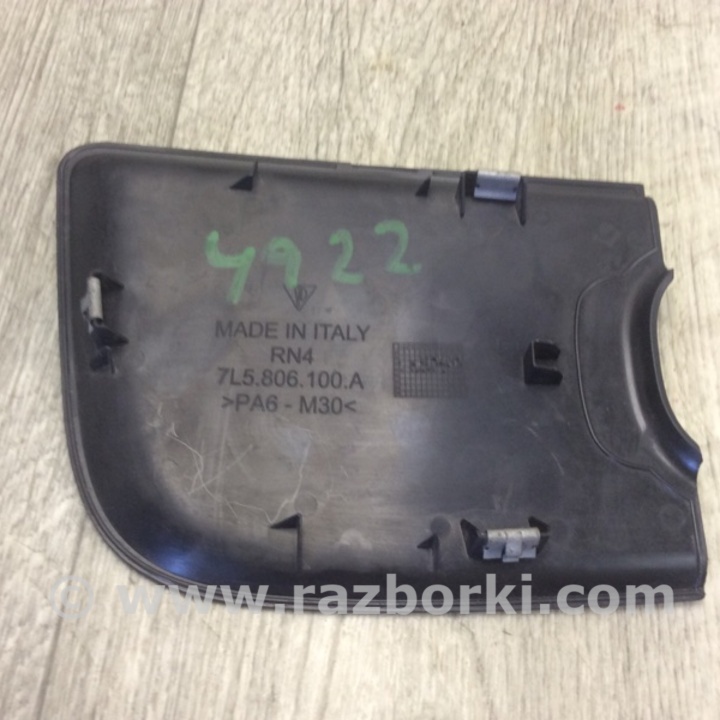 4922
MADE IN ITALY
RN4
7L5.806.100.A
>PA6 - M30<
© www.razborki.com